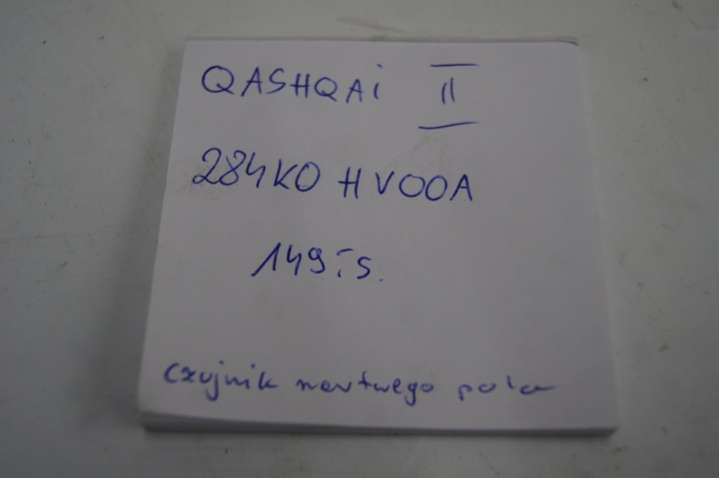 QASHQAi II
284K0 HV00A
149 i.S.
czujnik martwego pola